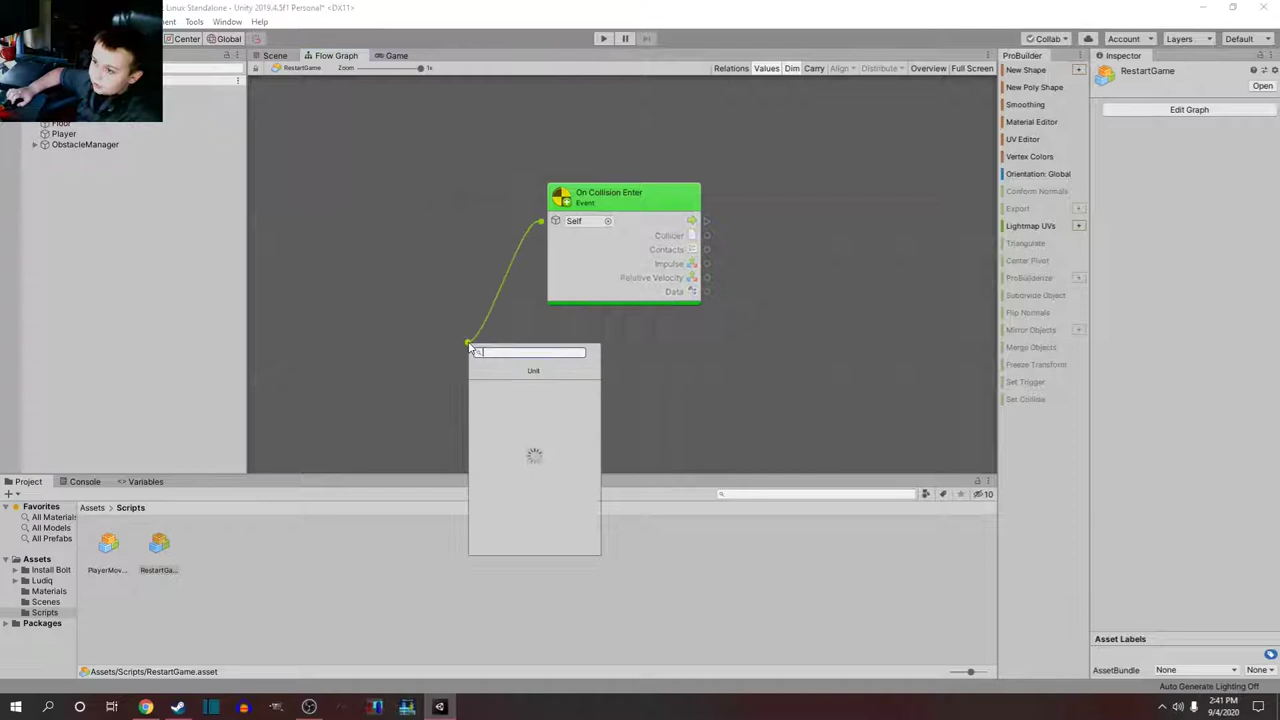 Linux Standalone - Unity 2019.4.5f1 Personal* <DX11>
Tools Window Help
Center Global
Collab Account Layers Default
Scene Flow Graph Game
RestartGame Zoom 1x
Relations Values Dim Carry Align Distribute Overview Full Screen
ProBuilder
Inspector
New Shape
New Poly Shape
Smoothing
Material Editor
UV Editor
Vertex Colors
Orientation: Global
Conform Normals
Export
Lightmap UVs
Triangulate
Center Pivot
ProBuilderize
Subdivide Object
Flip Normals
Mirror Objects
Merge Objects
Freeze Transform
Set Trigger
Set Collide
RestartGame
Open
Edit Graph
Floor
Player
ObstacleManager
On Collision Enter
Event
Self
Collider
Contacts
Impulse
Relative Velocity
Data
Unit
Project Console Variables
10
Favorites
All Materials
All Models
All Prefabs
Assets
Install Bolt
Ludiq
Materials
Scenes
Scripts
Packages
Assets > Scripts
PlayerMov...
RestartGa...
Assets/Scripts/RestartGame.asset
Asset Labels
AssetBundle None None
Auto Generate Lighting Off
2:41 PM
9/4/2020